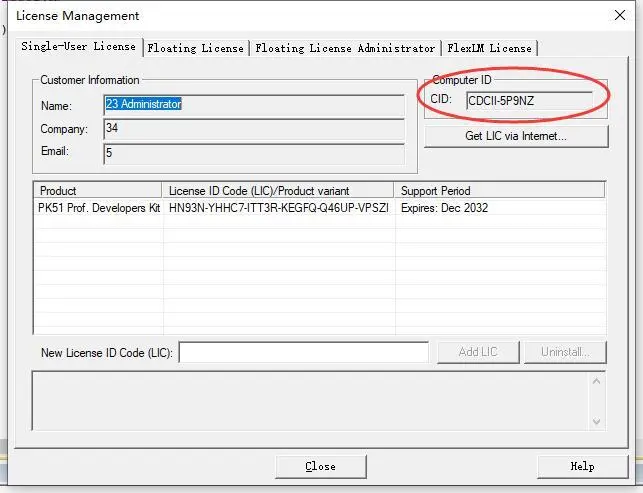 License Management
)
Single-User License Floating License Floating License Administrator FlexLM License
Customer Information
Name: 23 Administrator
Company: 34
Email: 5
Computer ID
CID: CDCII-5P9NZ
Get LIC via Internet...
Product License ID Code (LIC)/Product variant Support Period
PK51 Prof. Developers Kit HN93N-YHHC7-ITT3R-KEGFQ-Q46UP-VPSZI Expires: Dec 2032
New License ID Code (LIC): Add LIC Uninstall...
Close Help